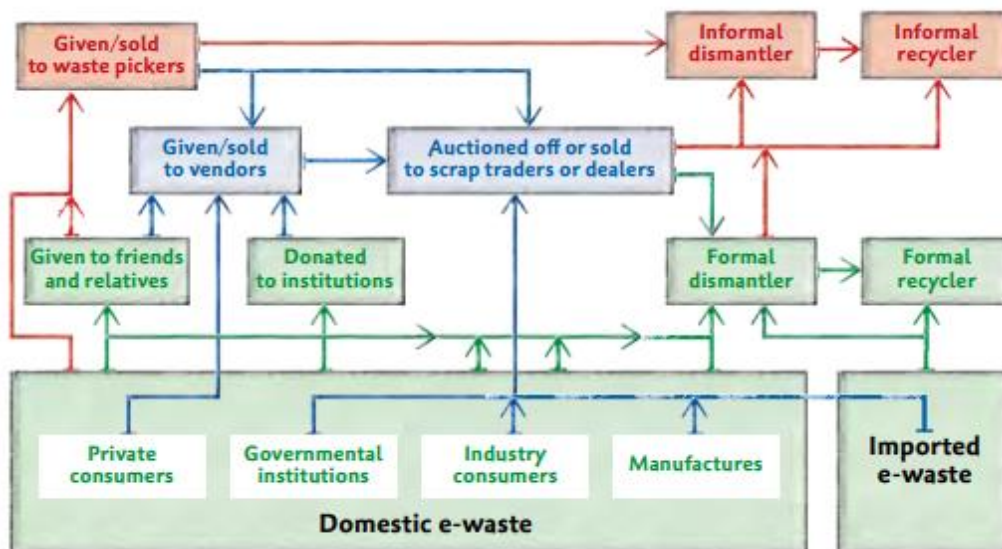 Given/sold
to waste pickers
Informal
dismantler
Informal
recycler
Given/sold
to vendors
Auctioned off or sold
to scrap traders or dealers
Given to friends
and relatives
Donated
to institutions
Formal
dismantler
Formal
recycler
Private
consumers
Governmental
institutions
Industry
consumers
Manufactures
Imported
e-waste
Domestic e-waste